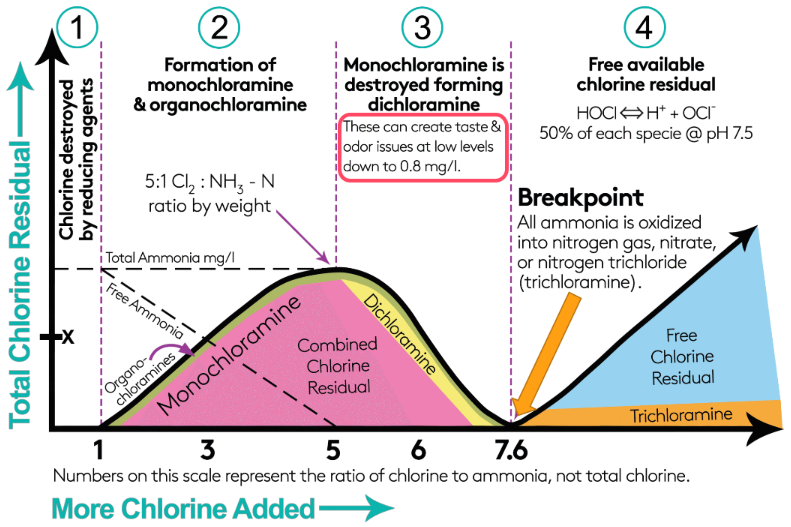 1
2
3
4
Chlorine destroyed
by reducing agents
Formation of
monochloramine
& organochloramine
Monochloramine is
destroyed forming
dichloramine
These can create taste &
odor issues at low levels
down to 0.8 mg/l.
Free available
chlorine residual
HOCl ⇔ H⁺ + OCl⁻
50% of each specie @ pH 7.5
5:1 Cl₂ : NH₃ - N
ratio by weight
Breakpoint
All ammonia is oxidized
into nitrogen gas, nitrate,
or nitrogen trichloride
(trichloramine).
Total Chlorine Residual
Total Ammonia mg/l
Free Ammonia
X
Organo-
chloramines
Monochloramine
Combined
Chlorine
Residual
Dichloramine
Free
Chlorine
Residual
Trichloramine
1 3 5 6 7.6
Numbers on this scale represent the ratio of chlorine to ammonia, not total chlorine.
More Chlorine Added